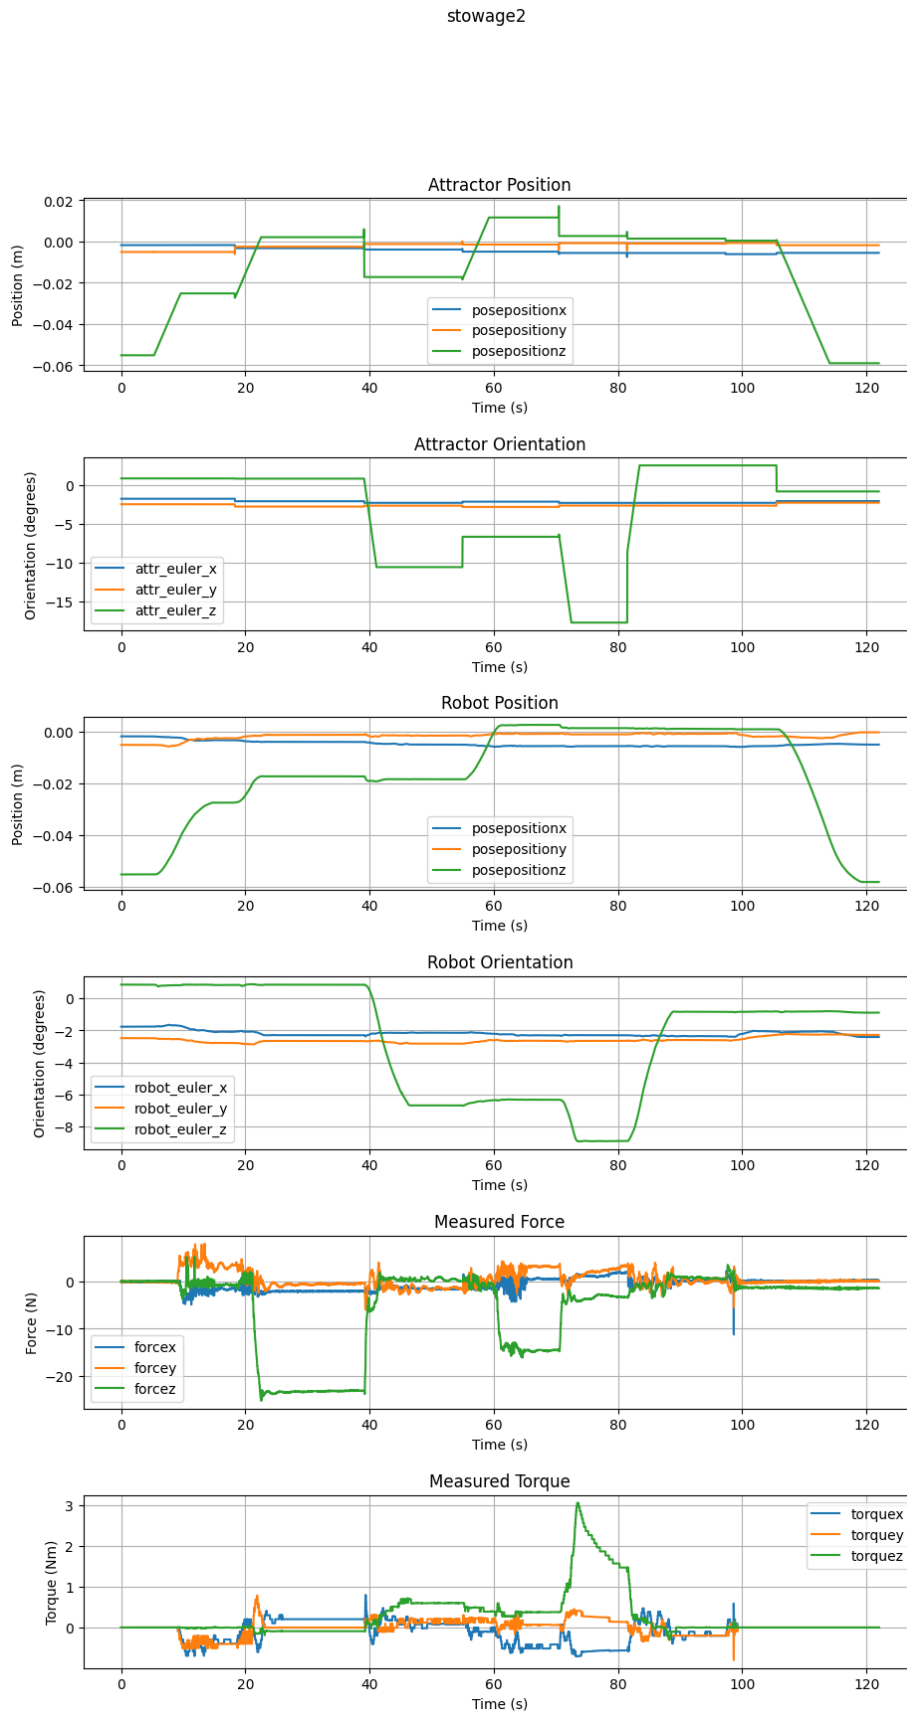 stowage2
Attractor Position
Position (m)
0.02
0.00
−0.02
−0.04
−0.06
posepositionx
posepositiony
posepositionz
0 20 40 60 80 100 120
Time (s)
Attractor Orientation
Orientation (degrees)
0
−5
−10
−15
attr_euler_x
attr_euler_y
attr_euler_z
0 20 40 60 80 100 120
Time (s)
Robot Position
Position (m)
0.00
−0.02
−0.04
−0.06
posepositionx
posepositiony
posepositionz
0 20 40 60 80 100 120
Time (s)
Robot Orientation
Orientation (degrees)
0
−2
−4
−6
−8
robot_euler_x
robot_euler_y
robot_euler_z
0 20 40 60 80 100 120
Time (s)
Measured Force
Force (N)
0
−10
−20
forcex
forcey
forcez
0 20 40 60 80 100 120
Time (s)
Measured Torque
Torque (Nm)
3
2
1
0
torquex
torquey
torquez
0 20 40 60 80 100 120
Time (s)